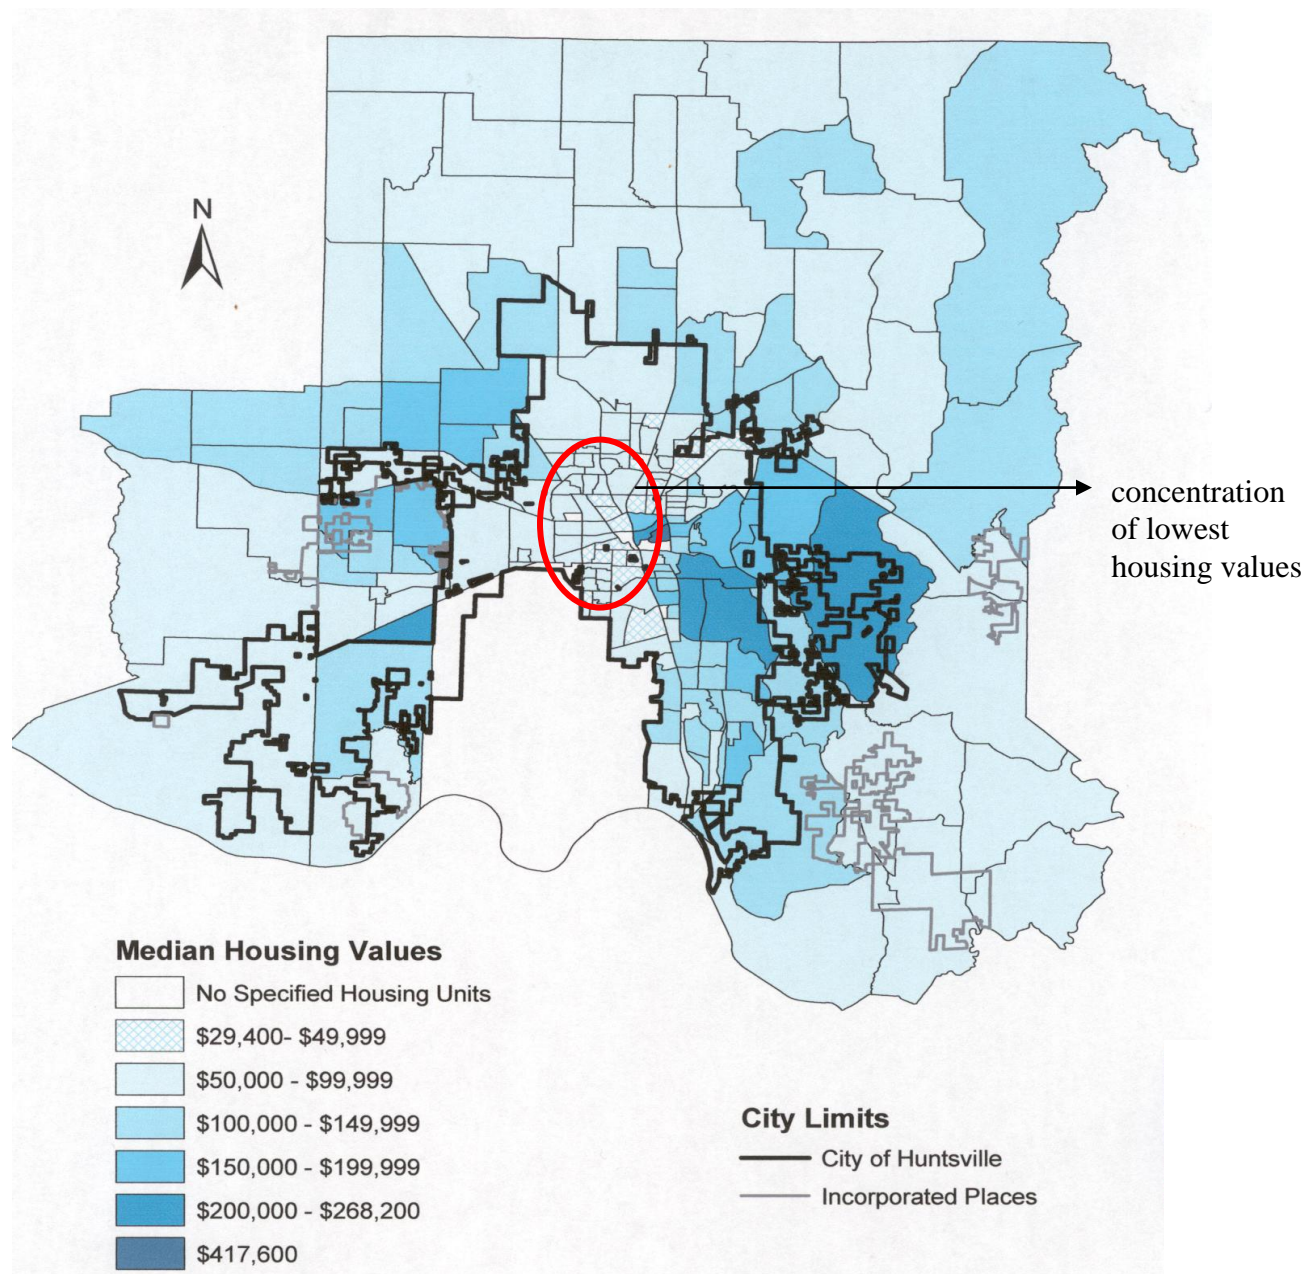 N
concentration
of lowest
housing values
Median Housing Values
No Specified Housing Units
$29,400- $49,999
$50,000 - $99,999
$100,000 - $149,999
$150,000 - $199,999
$200,000 - $268,200
$417,600
City Limits
City of Huntsville
Incorporated Places